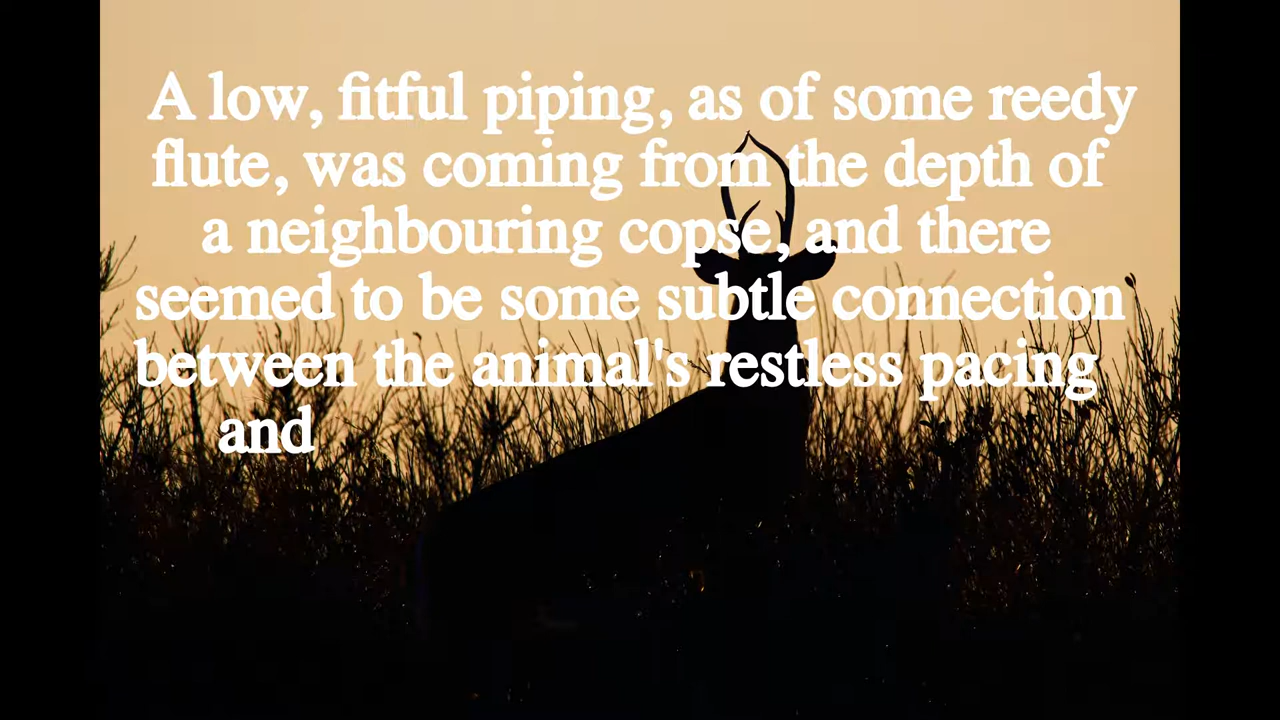 A low, fitful piping, as of some reedy
flute, was coming from the depth of
a neighbouring copse, and there
seemed to be some subtle connection
between the animal's restless pacing
and